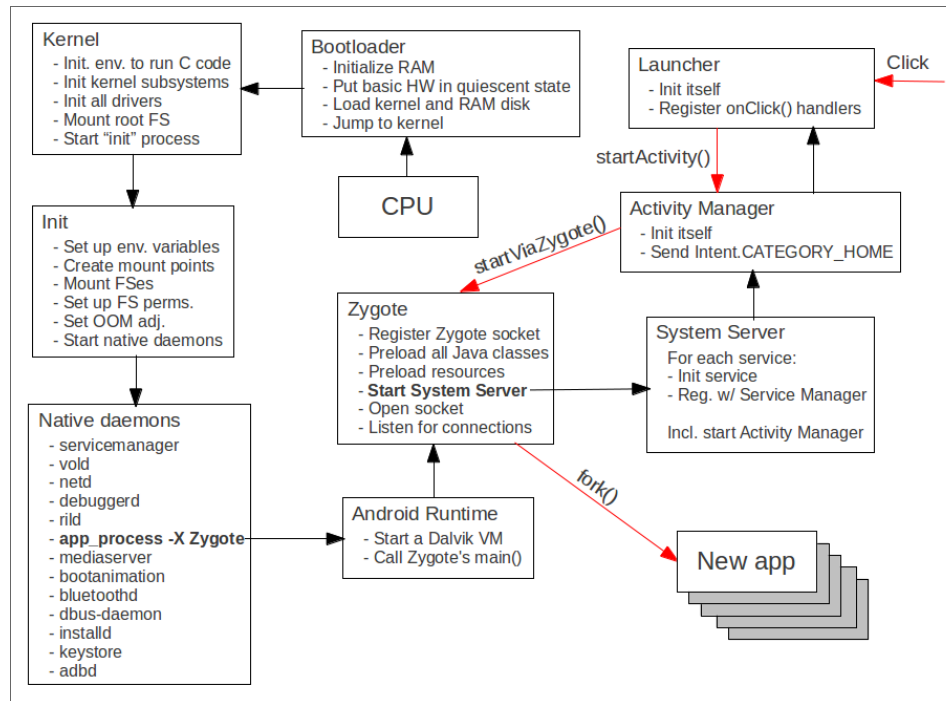 Kernel
- Init. env. to run C code
- Init kernel subsystems
- Init all drivers
- Mount root FS
- Start “init” process
Bootloader
- Initialize RAM
- Put basic HW in quiescent state
- Load kernel and RAM disk
- Jump to kernel
Launcher
- Init itself
- Register onClick() handlers
Click
startActivity()
CPU
Activity Manager
- Init itself
- Send Intent.CATEGORY_HOME
startViaZygote()
Init
- Set up env. variables
- Create mount points
- Mount FSes
- Set up FS perms.
- Set OOM adj.
- Start native daemons
Zygote
- Register Zygote socket
- Preload all Java classes
- Preload resources
- Start System Server
- Open socket
- Listen for connections
System Server
For each service:
- Init service
- Reg. w/ Service Manager
Incl. start Activity Manager
Native daemons
- servicemanager
- vold
- netd
- debuggerd
- rild
- app_process -X Zygote
- mediaserver
- bootanimation
- bluetoothd
- dbus-daemon
- installd
- keystore
- adbd
Android Runtime
- Start a Dalvik VM
- Call Zygote's main()
fork()
New app